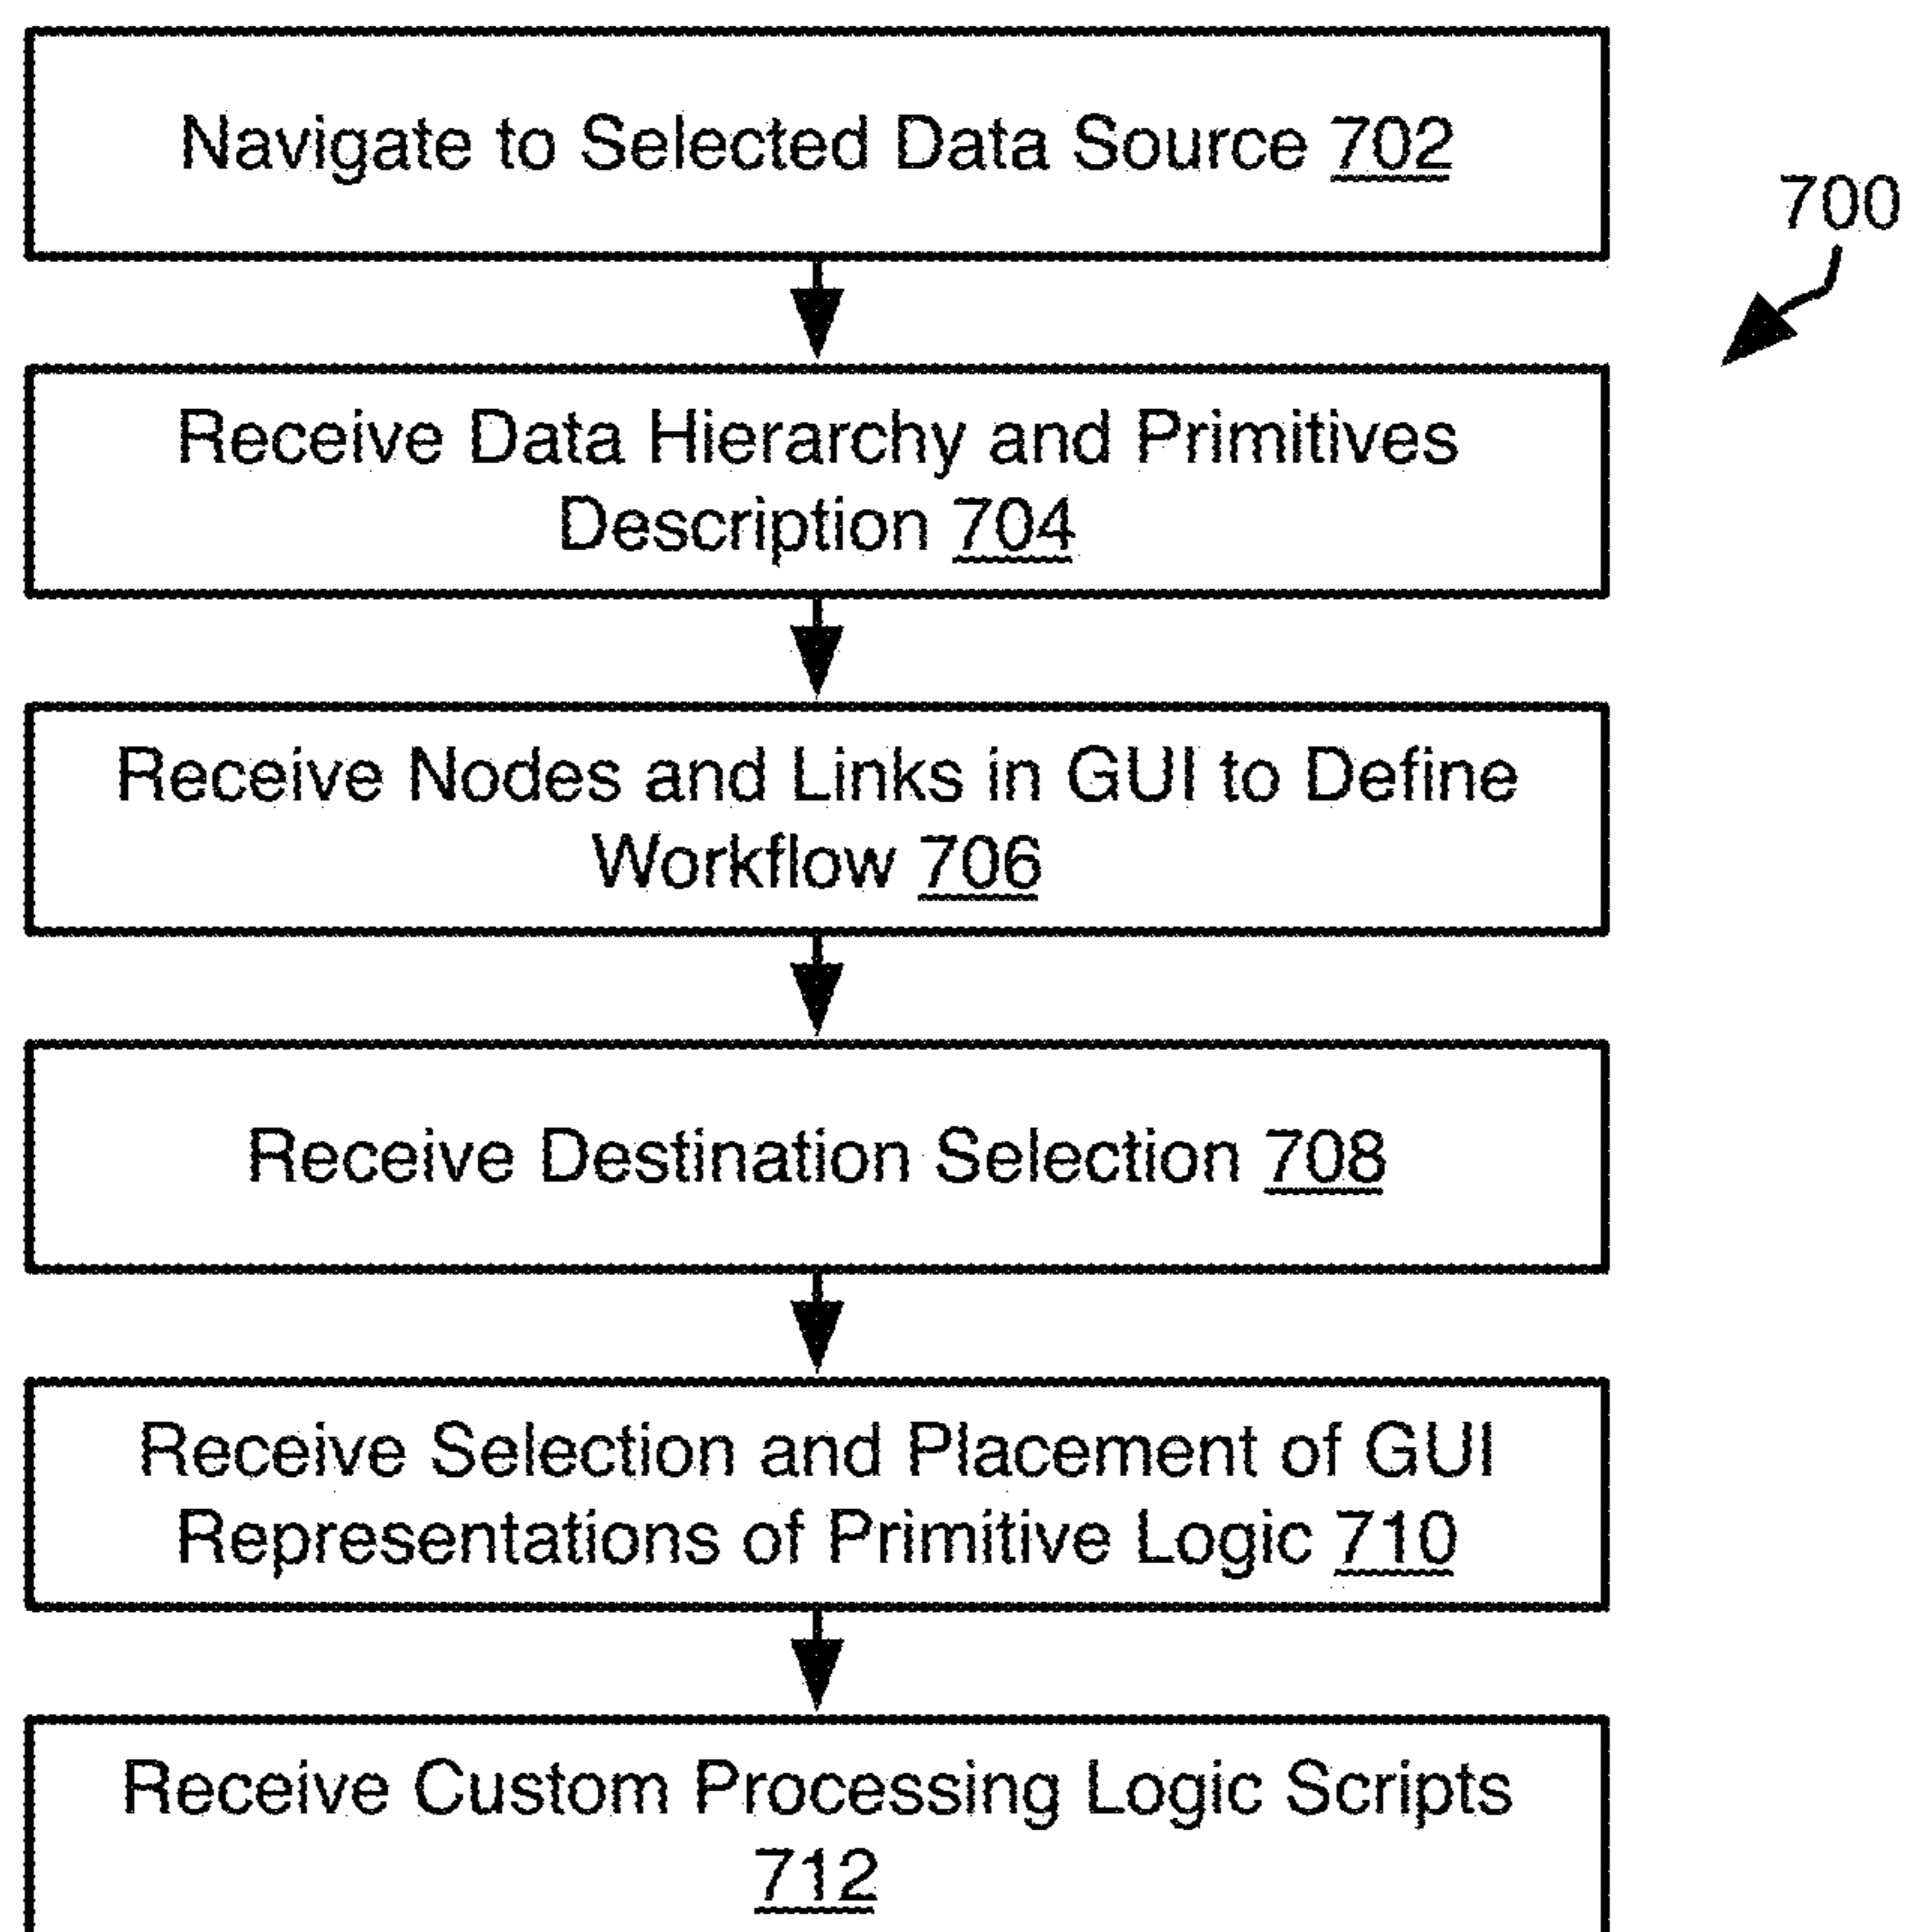 Navigate to Selected Data Source 702
700
Receive Data Hierarchy and Primitives
Description 704
Receive Nodes and Links in GUI to Define
Workflow 706
Receive Destination Selection 708
Receive Selection and Placement of GUI
Representations of Primitive Logic 710
Receive Custom Processing Logic Scripts
712